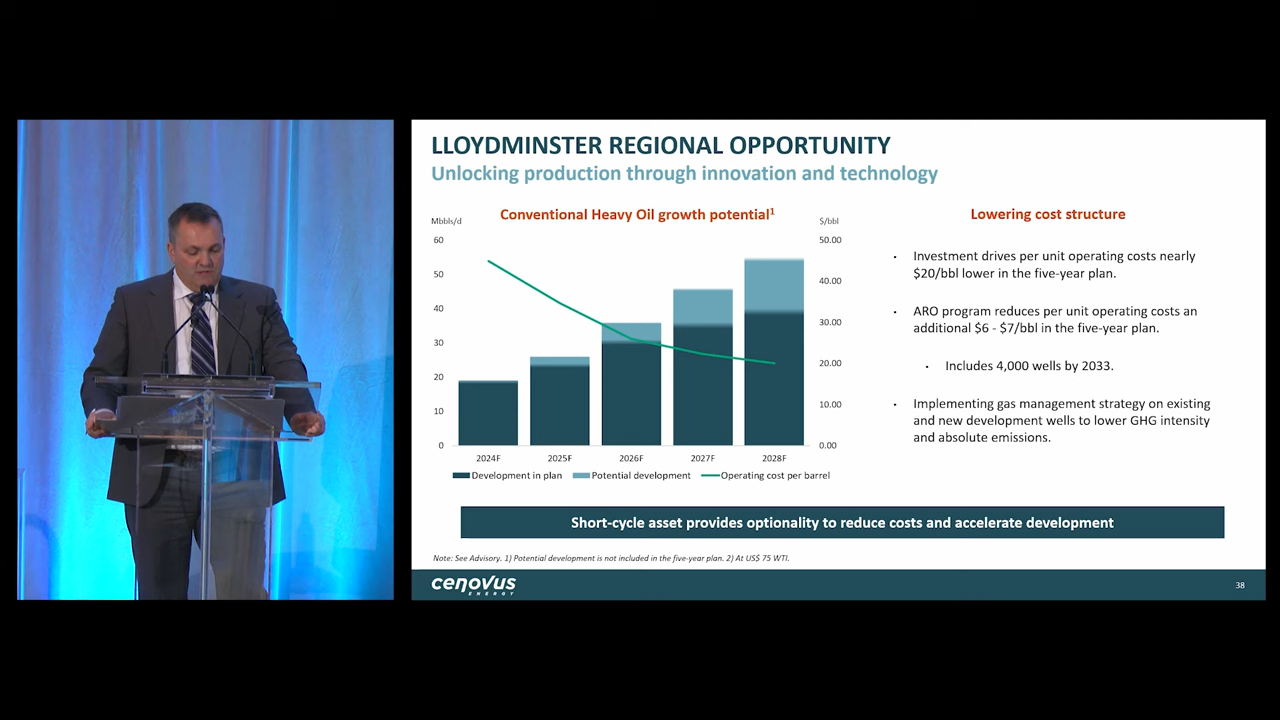 LLOYDMINSTER REGIONAL OPPORTUNITY
Unlocking production through innovation and technology
Conventional Heavy Oil growth potential1
Mbbls/d
$/bbl
60
50
40
30
20
10
0
50.00
40.00
30.00
20.00
10.00
0.00
2024F 2025F 2026F 2027F 2028F
Development in plan Potential development Operating cost per barrel
Lowering cost structure
• Investment drives per unit operating costs nearly
$20/bbl lower in the five-year plan.
• ARO program reduces per unit operating costs an
additional $6 - $7/bbl in the five-year plan.
• Includes 4,000 wells by 2033.
• Implementing gas management strategy on existing
and new development wells to lower GHG intensity
and absolute emissions.
Short-cycle asset provides optionality to reduce costs and accelerate development
Note: See Advisory. 1) Potential development is not included in the five-year plan. 2) At US$ 75 WTI.
cenovus
ENERGY
38